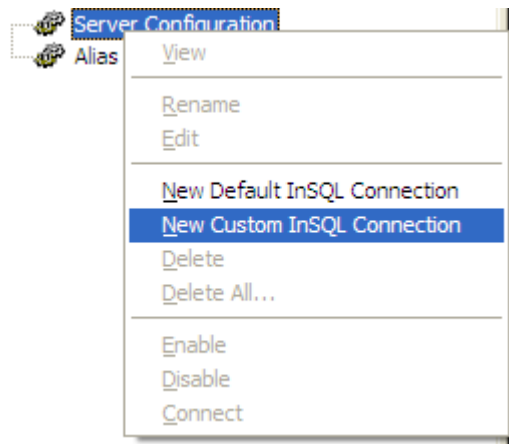 Server Configuration
Alias
View
Rename
Edit
New Default InSQL Connection
New Custom InSQL Connection
Delete
Delete All...
Enable
Disable
Connect